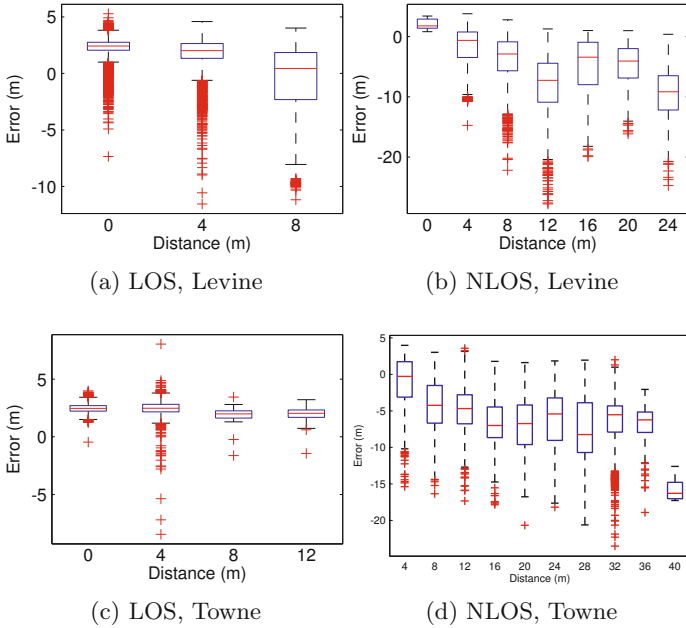 5
0
-5
-10
Error (m)
0 4 8
Distance (m)
(a) LOS, Levine
0
-10
-20
Error (m)
0 4 8 12 16 20 24
Distance (m)
(b) NLOS, Levine
5
0
-5
Error (m)
0 4 8 12
Distance (m)
(c) LOS, Towne
5
0
-5
-10
-15
-20
Error (m)
4 8 12 16 20 24 28 32 36 40
Distance (m)
(d) NLOS, Towne